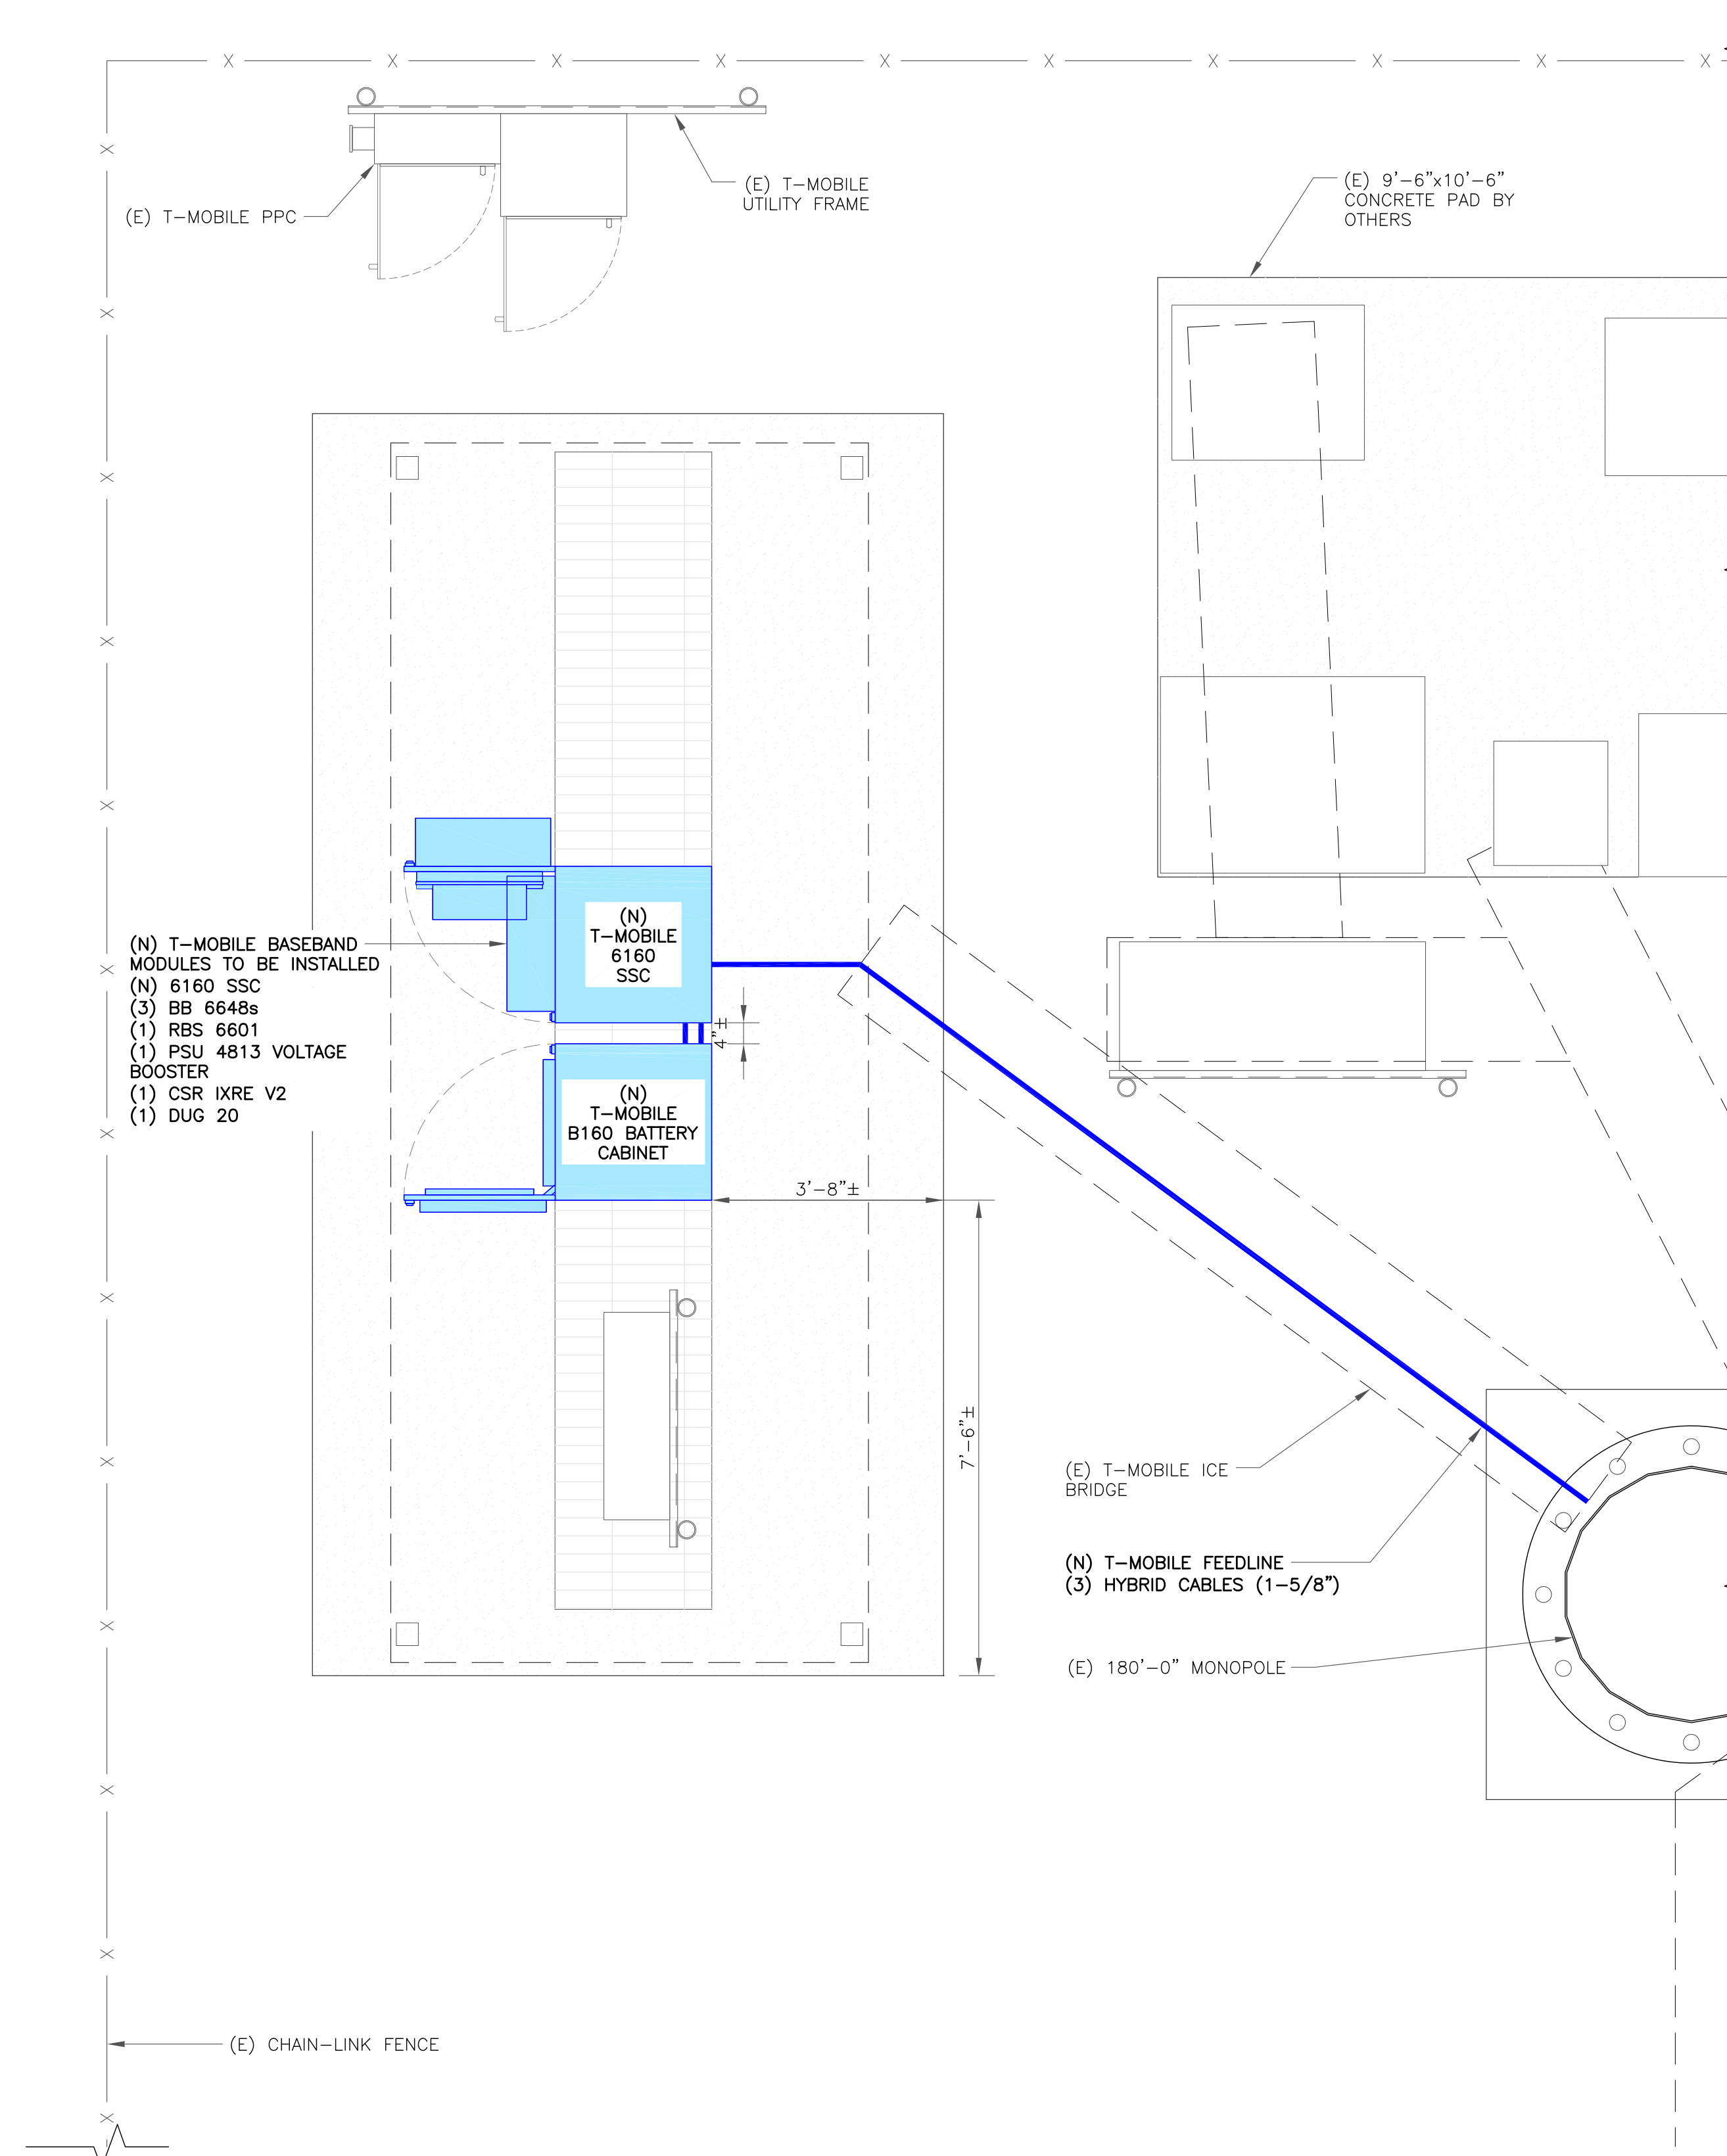 (E) T-MOBILE
UTILITY FRAME
(E) T-MOBILE PPC
(E) 9'-6"x10'-6"
CONCRETE PAD BY
OTHERS
(N) T-MOBILE BASEBAND
MODULES TO BE INSTALLED
(N) 6160 SSC
(3) BB 6648s
(1) RBS 6601
(1) PSU 4813 VOLTAGE
BOOSTER
(1) CSR IXRE V2
(1) DUG 20
(N)
T-MOBILE
6160
SSC
4"±
(N)
T-MOBILE
B160 BATTERY
CABINET
3'-8"±
7'-6"±
(E) T-MOBILE ICE
BRIDGE
(N) T-MOBILE FEEDLINE
(3) HYBRID CABLES (1-5/8")
(E) 180'-0" MONOPOLE
(E) CHAIN-LINK FENCE